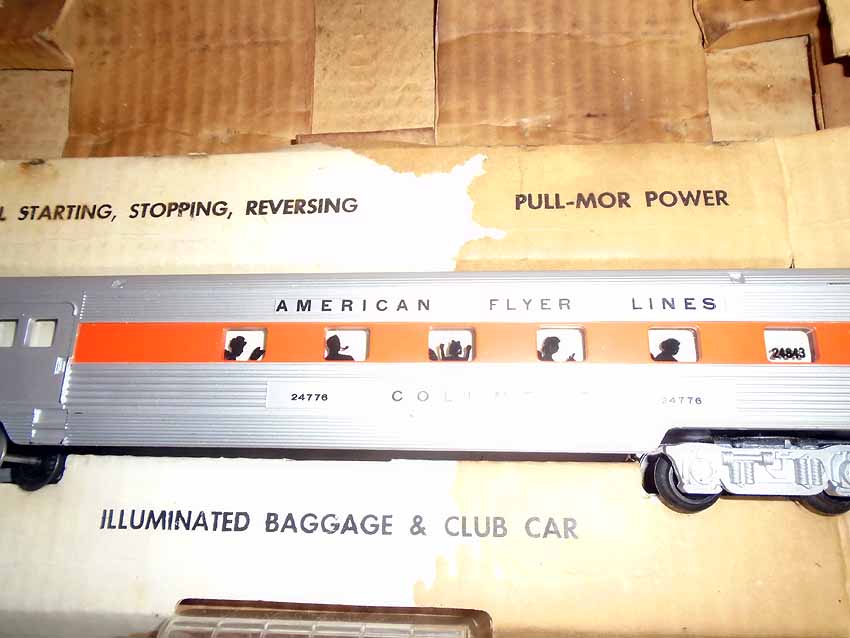 L STARTING, STOPPING, REVERSING
PULL-MOR POWER
AMERICAN FLYER LINES
24843
24776 24776
ILLUMINATED BAGGAGE & CLUB CAR